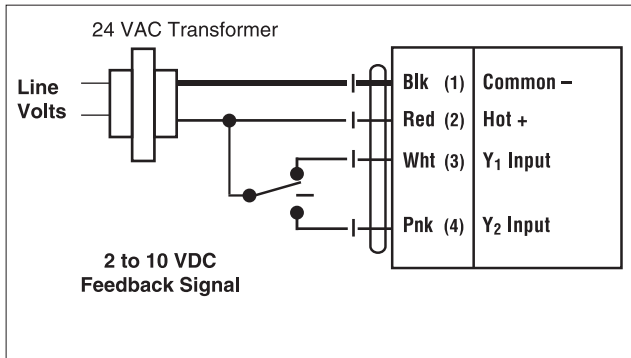 24 VAC Transformer
Line
Volts
Blk (1) Common –
Red (2) Hot +
Wht (3) Y₁ Input
Pnk (4) Y₂ Input
2 to 10 VDC
Feedback Signal